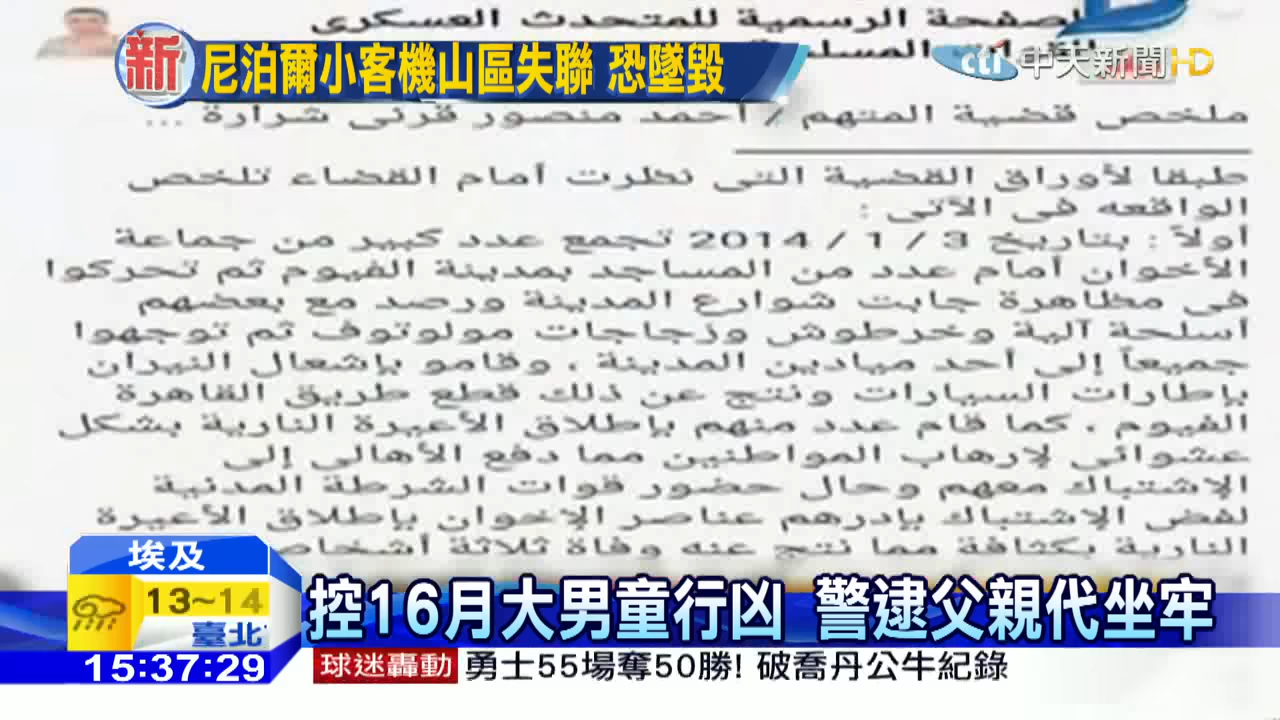 لصفحة الرسمية للمتحدث العسكرى
المسلحة
新 尼泊爾小客機山區失聯 恐墜毀
cti 中天新聞HD
ملخص قضية المتهم / أحمد منصور قرنى شرارة ...
طبقا لأوراق القضية التى نظرت أمام القضاء تلخص
الواقعه فى الآتى :
أولاً : بتاريخ 3 / 1 / 2014 تجمع عدد كبير من جماعة
الأخوان أمام عدد من المساجد بمدينة الفيوم ثم تحركوا
فى مظاهرة جابت شوارع المدينة ورصد مع بعضهم
أسلحة آلية وخرطوش وزجاجات مولوتوف ثم توجهوا
جميعاً إلى أحد ميادين المدينة ، وقامو بإشعال النيران
بإطارات السيارات ونتج عن ذلك قطع طريق القاهرة
الفيوم ، كما قام عدد منهم بإطلاق الأعيرة النارية بشكل
عشوائى لإرهاب المواطنين مما دفع الأهالى إلى
الإشتباك معهم وحال حضور قوات الشرطة المدنية
لفض الإشتباك بادرهم عناصر الإخوان بإطلاق الأعيرة
النارية بكثافة مما نتج عنه وفاة ثلاثة أشخاص
埃及
13~14
臺北
控16月大男童行凶 警逮父親代坐牢
15:37:29
球迷轟動 勇士55場奪50勝! 破喬丹公牛紀錄